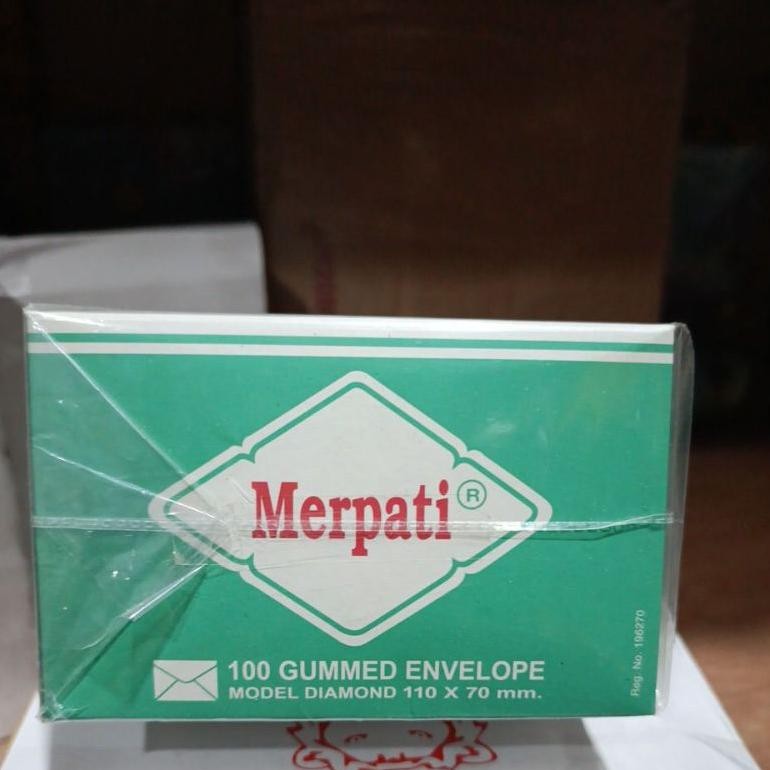 Merpati ®
100 GUMMED ENVELOPE
MODEL DIAMOND 110 X 70 mm.
Reg. No. 196270